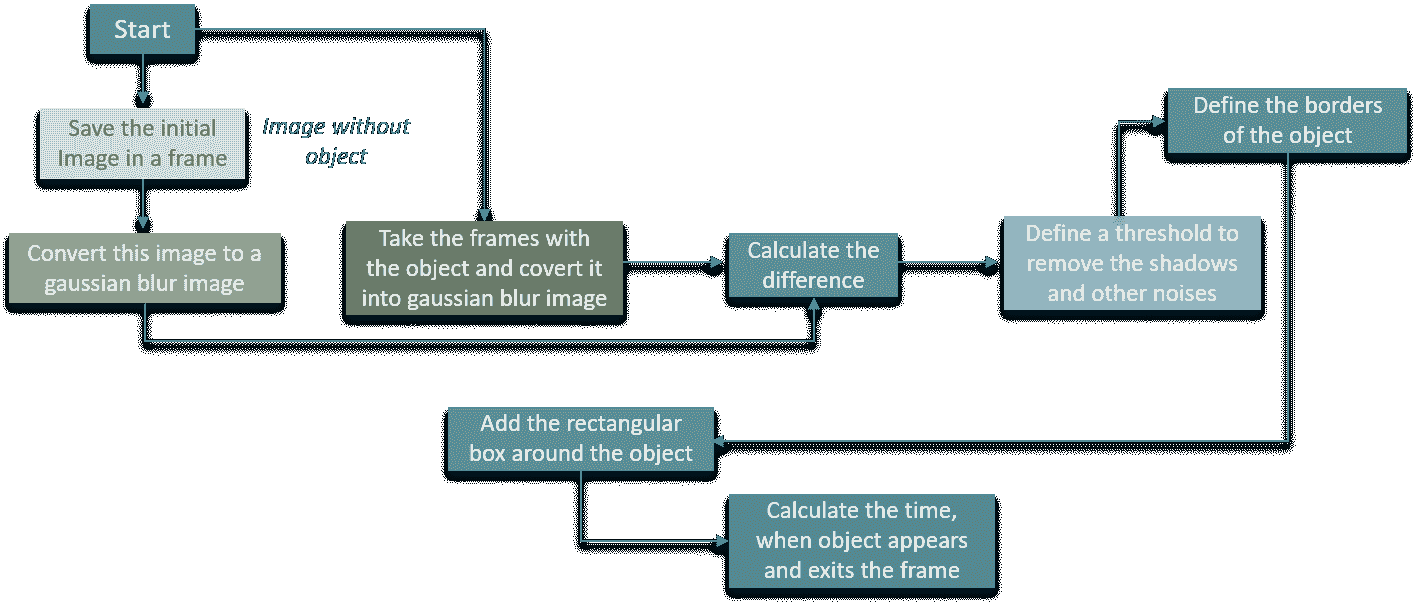 Start
Save the initial
Image in a frame
Image without
object
Convert this image to a
gaussian blur image
Take the frames with
the object and covert it
into gaussian blur image
Calculate the
difference
Define a threshold to
remove the shadows
and other noises
Define the borders
of the object
Add the rectangular
box around the object
Calculate the time,
when object appears
and exits the frame